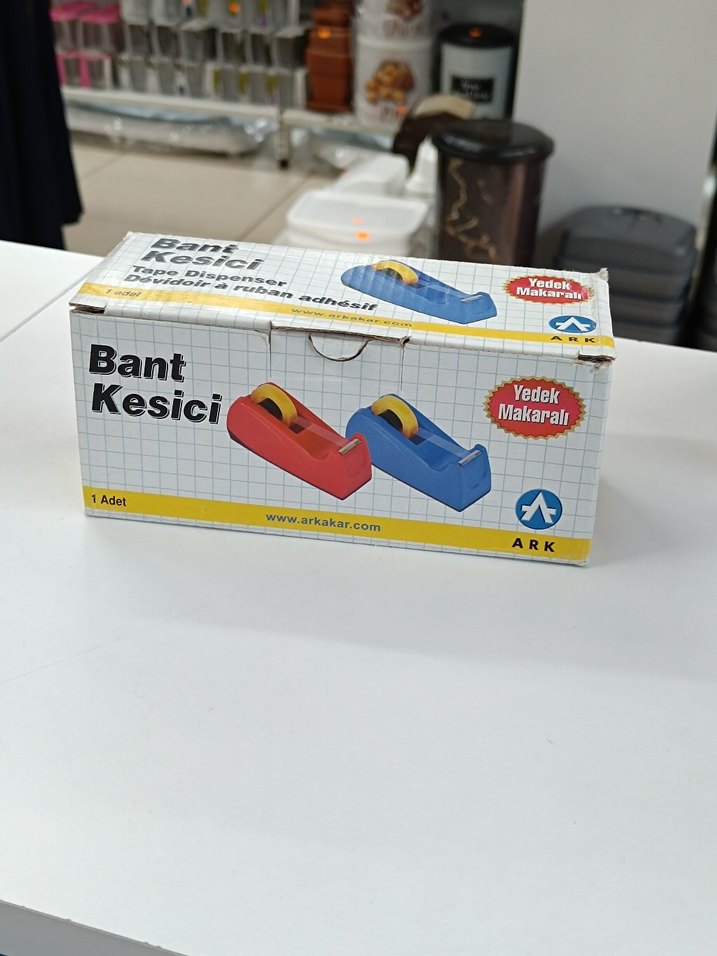 Bant
Kesici
Tape Dispenser
Dévidoir à ruban adhésif
1 adet
www.arkakar.com
Yedek
Makaralı
ARK
Bant
Kesici
Yedek
Makaralı
1 Adet
www.arkakar.com
ARK